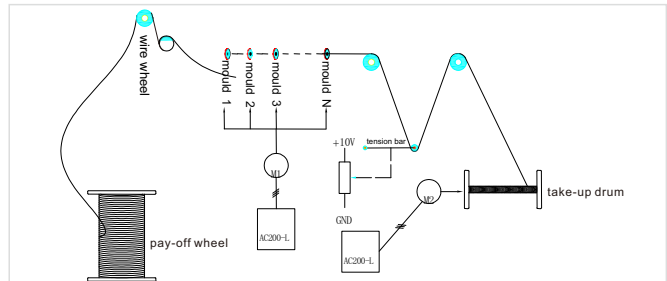 wire wheel
mould 1
mould 2
mould 3
mould N
tension bar
+10V
M1
M2
take-up drum
GND
pay-off wheel
AC200-L
AC200-L